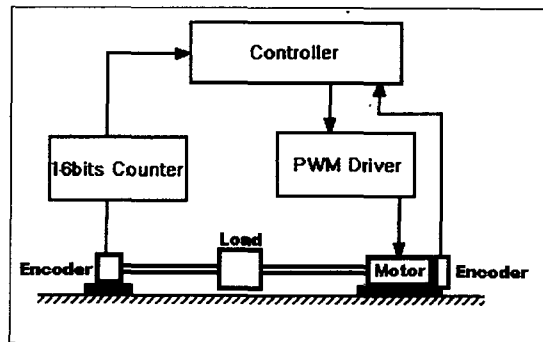 Controller
16bits Counter
PWM Driver
Load
Encoder
Motor
Encoder